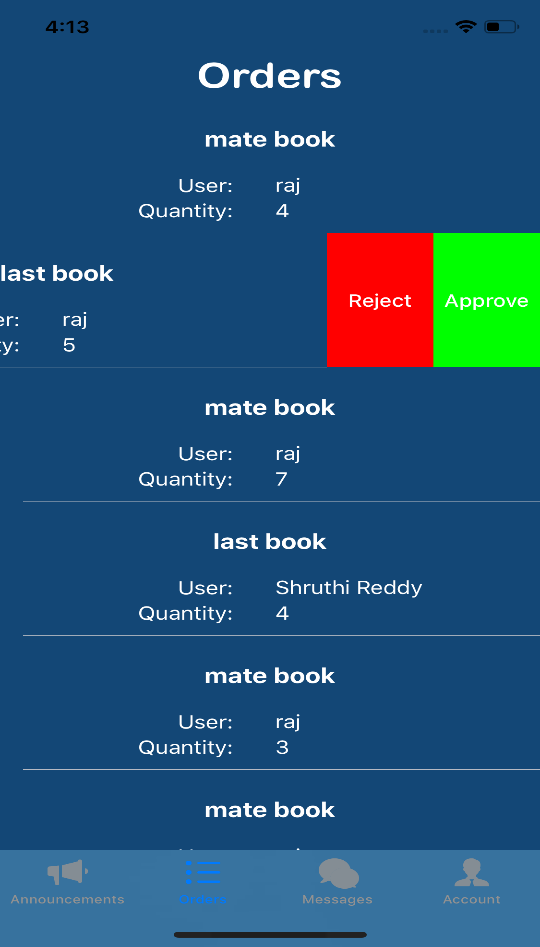 4:13
Orders
mate book
User: raj
Quantity: 4
last book
er: raj
ty: 5
Reject Approve
mate book
User: raj
Quantity: 7
last book
User: Shruthi Reddy
Quantity: 4
mate book
User: raj
Quantity: 3
mate book
Announcements Orders Messages Account